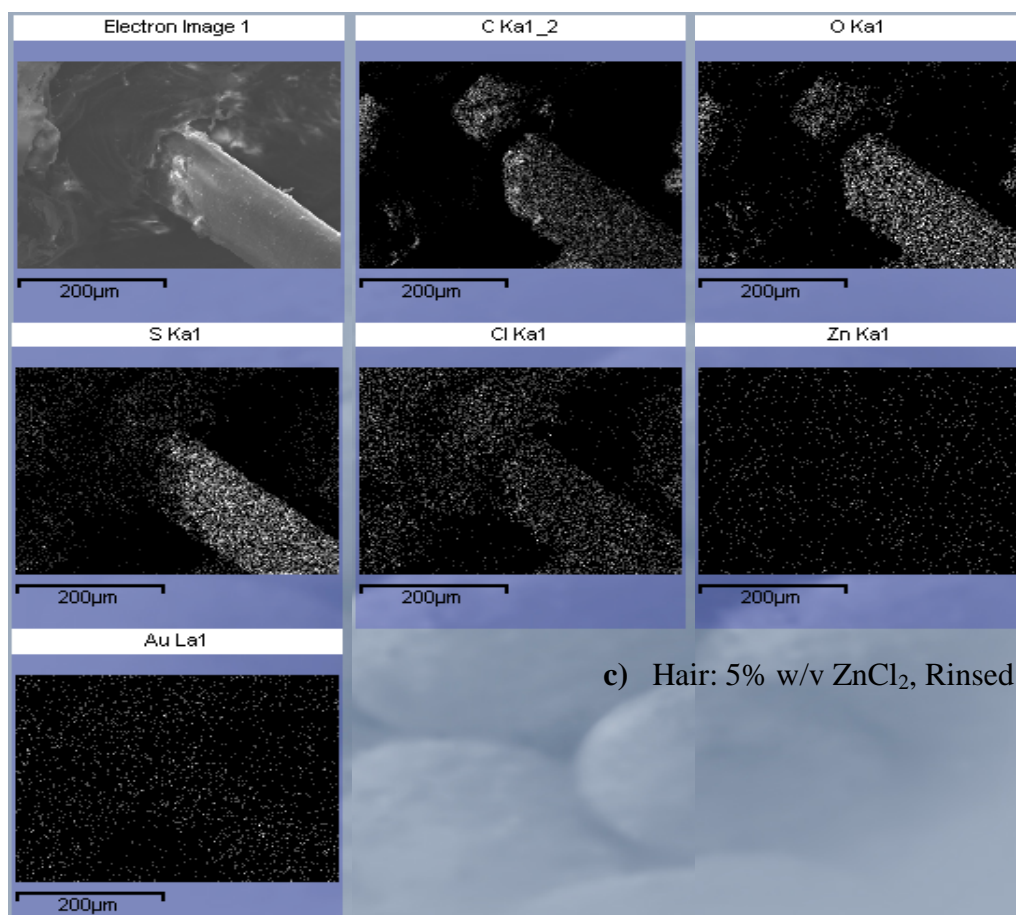 Electron Image 1
C Ka1_2
O Ka1
200µm
200µm
200µm
S Ka1
Cl Ka1
Zn Ka1
200µm
200µm
200µm
Au La1
c) Hair: 5% w/v ZnCl₂, Rinsed
200µm